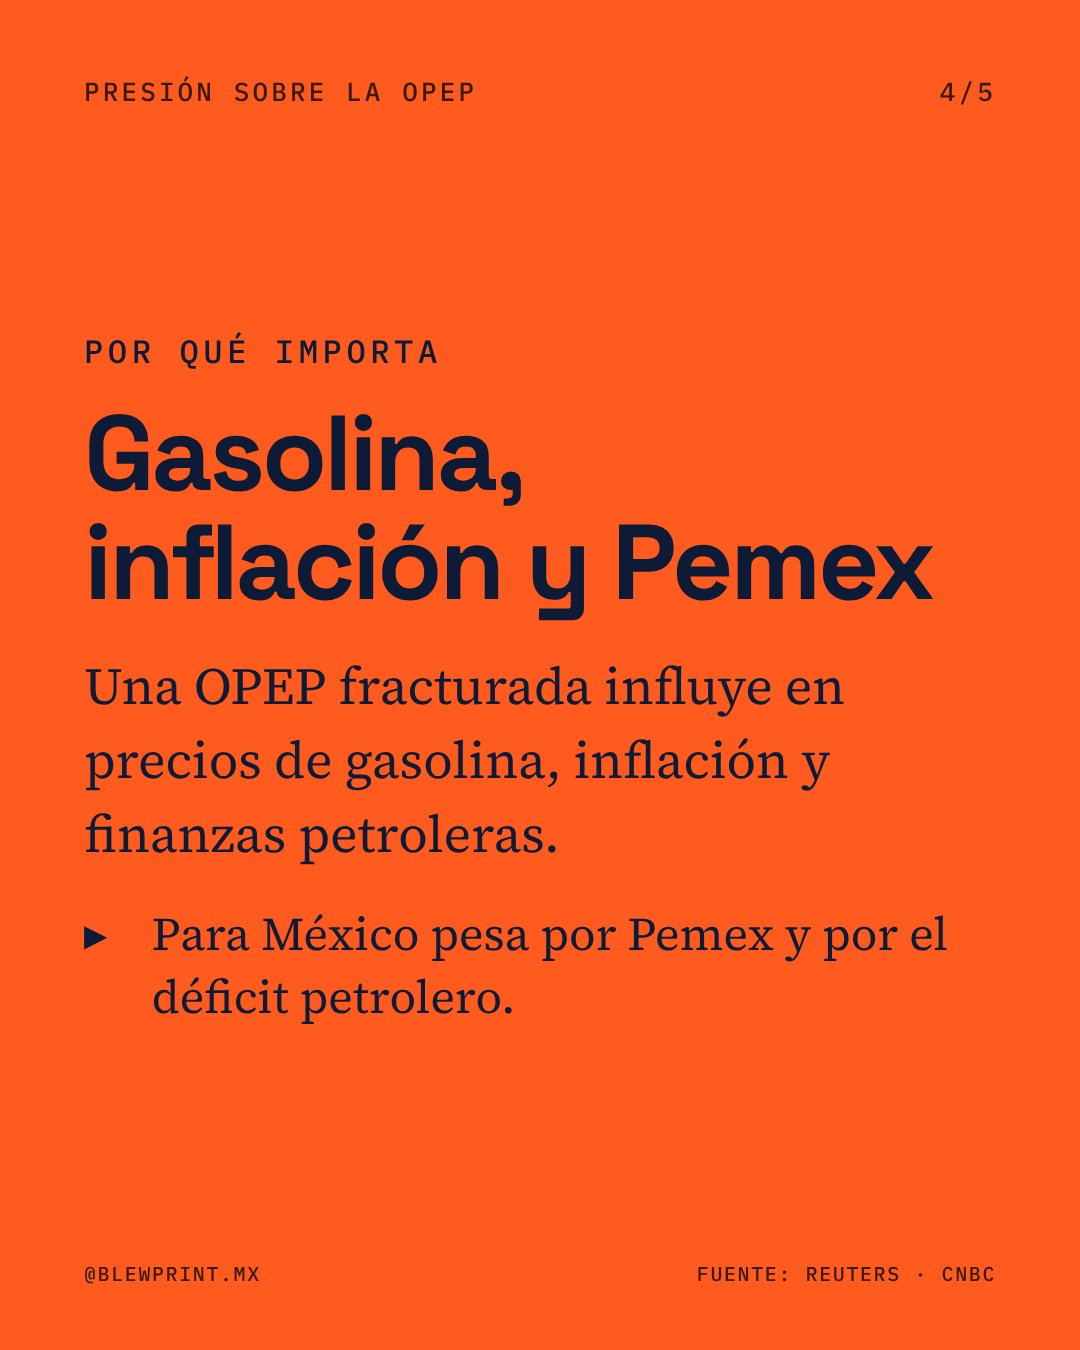 PRESIÓN SOBRE LA OPEP
4/5
POR QUÉ IMPORTA
Gasolina,
inflación y Pemex
Una OPEP fracturada influye en
precios de gasolina, inflación y
finanzas petroleras.
▶ Para México pesa por Pemex y por el
déficit petrolero.
@BLEWPRINT.MX
FUENTE: REUTERS · CNBC